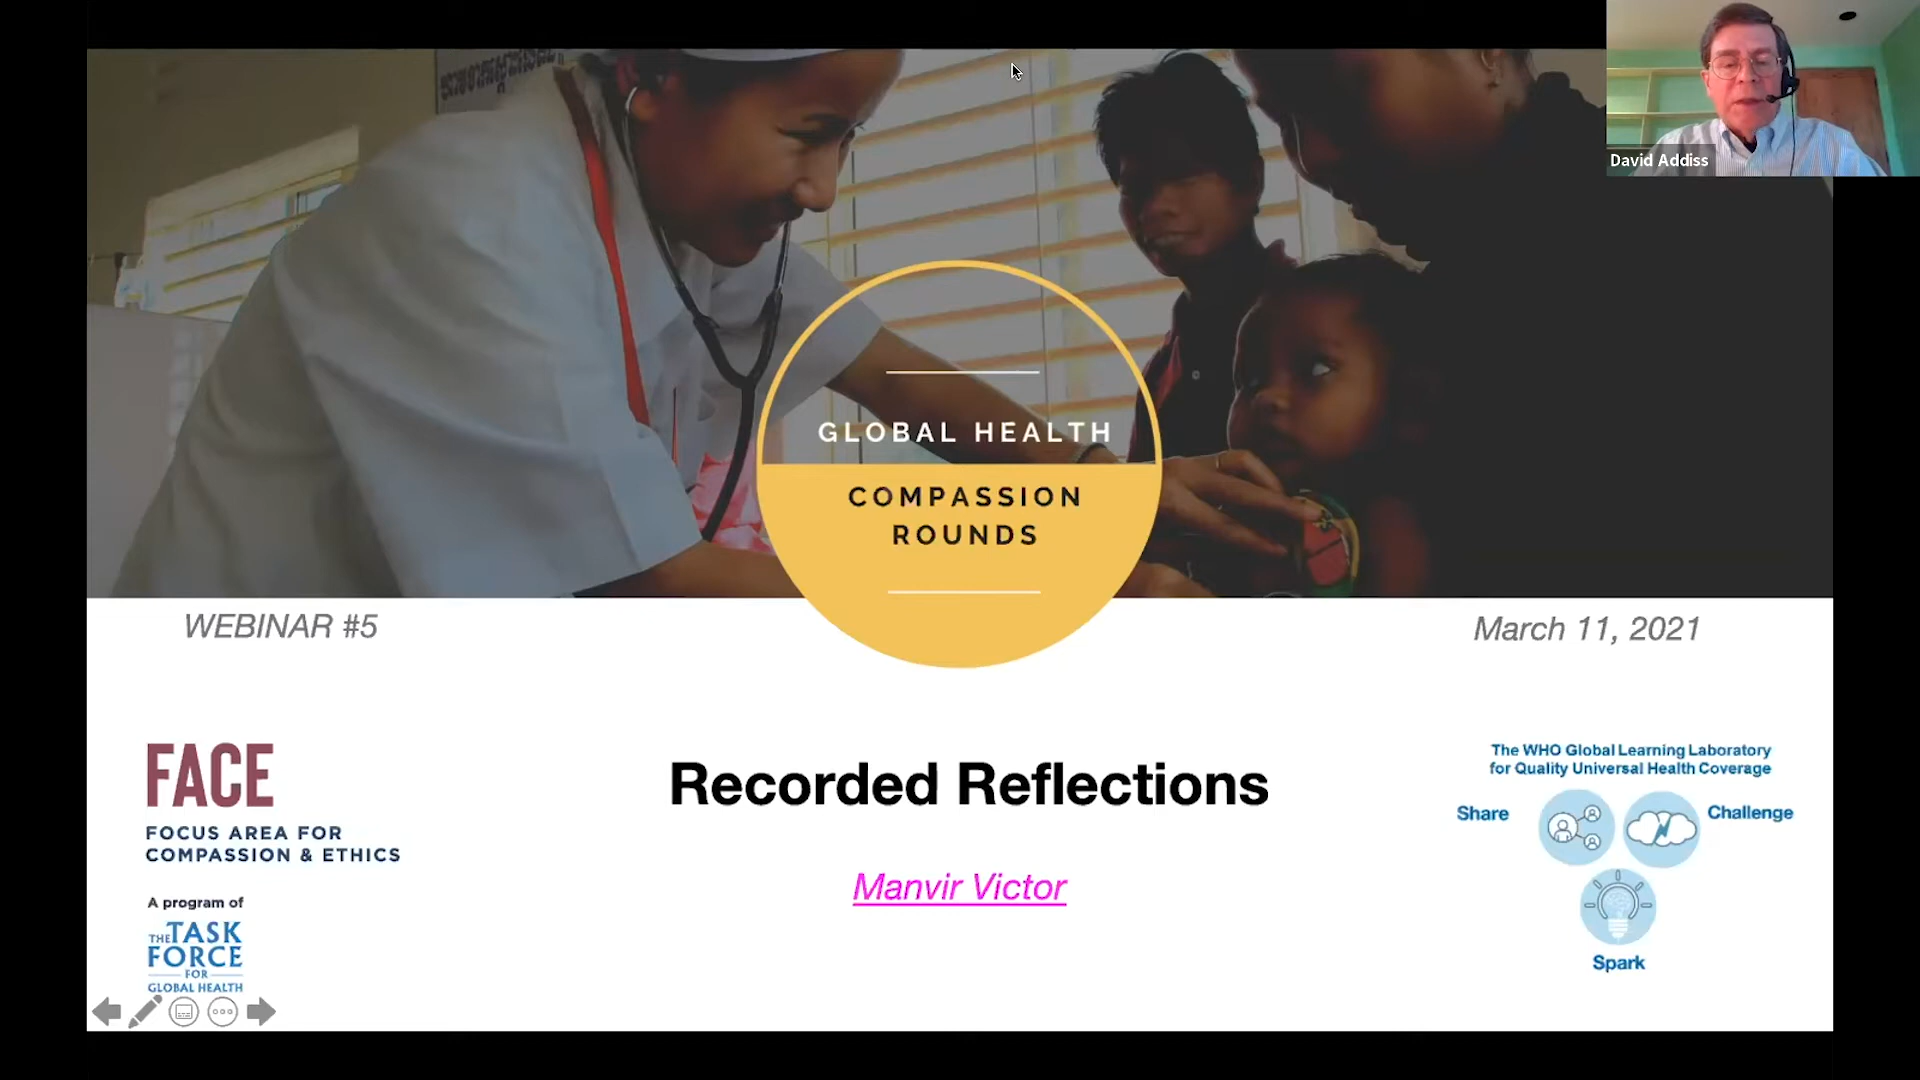 David Addiss
GLOBAL HEALTH
COMPASSION
ROUNDS
WEBINAR #5
March 11, 2021
FACE
FOCUS AREA FOR
COMPASSION & ETHICS
A program of
THE TASK
FORCE
FOR
GLOBAL HEALTH
Recorded Reflections
Manvir Victor
The WHO Global Learning Laboratory
for Quality Universal Health Coverage
Share
Challenge
Spark